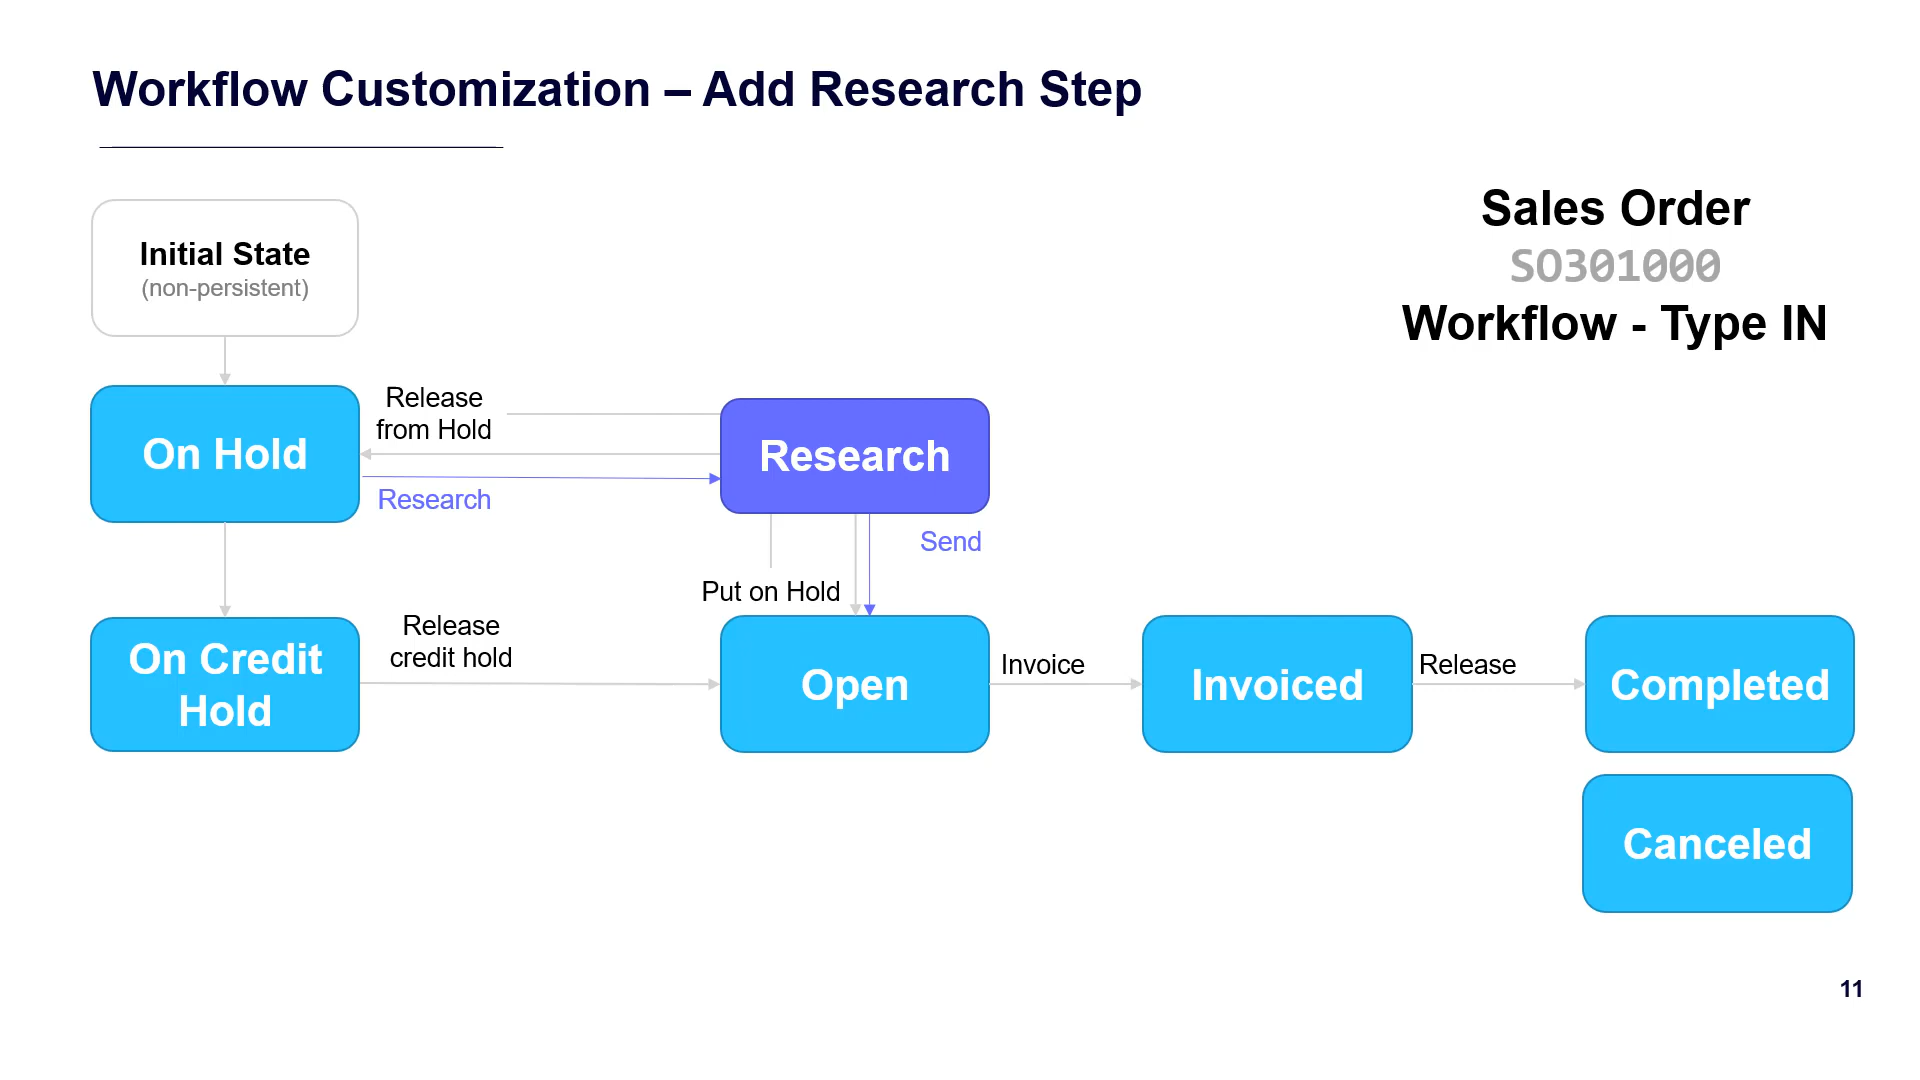 Workflow Customization – Add Research Step
Sales Order
SO301000
Workflow - Type IN
Initial State
(non-persistent)
On Hold
Release
from Hold
Research
Research
Send
Put on Hold
On Credit
Hold
Release
credit hold
Open
Invoice
Invoiced
Release
Completed
Canceled
11